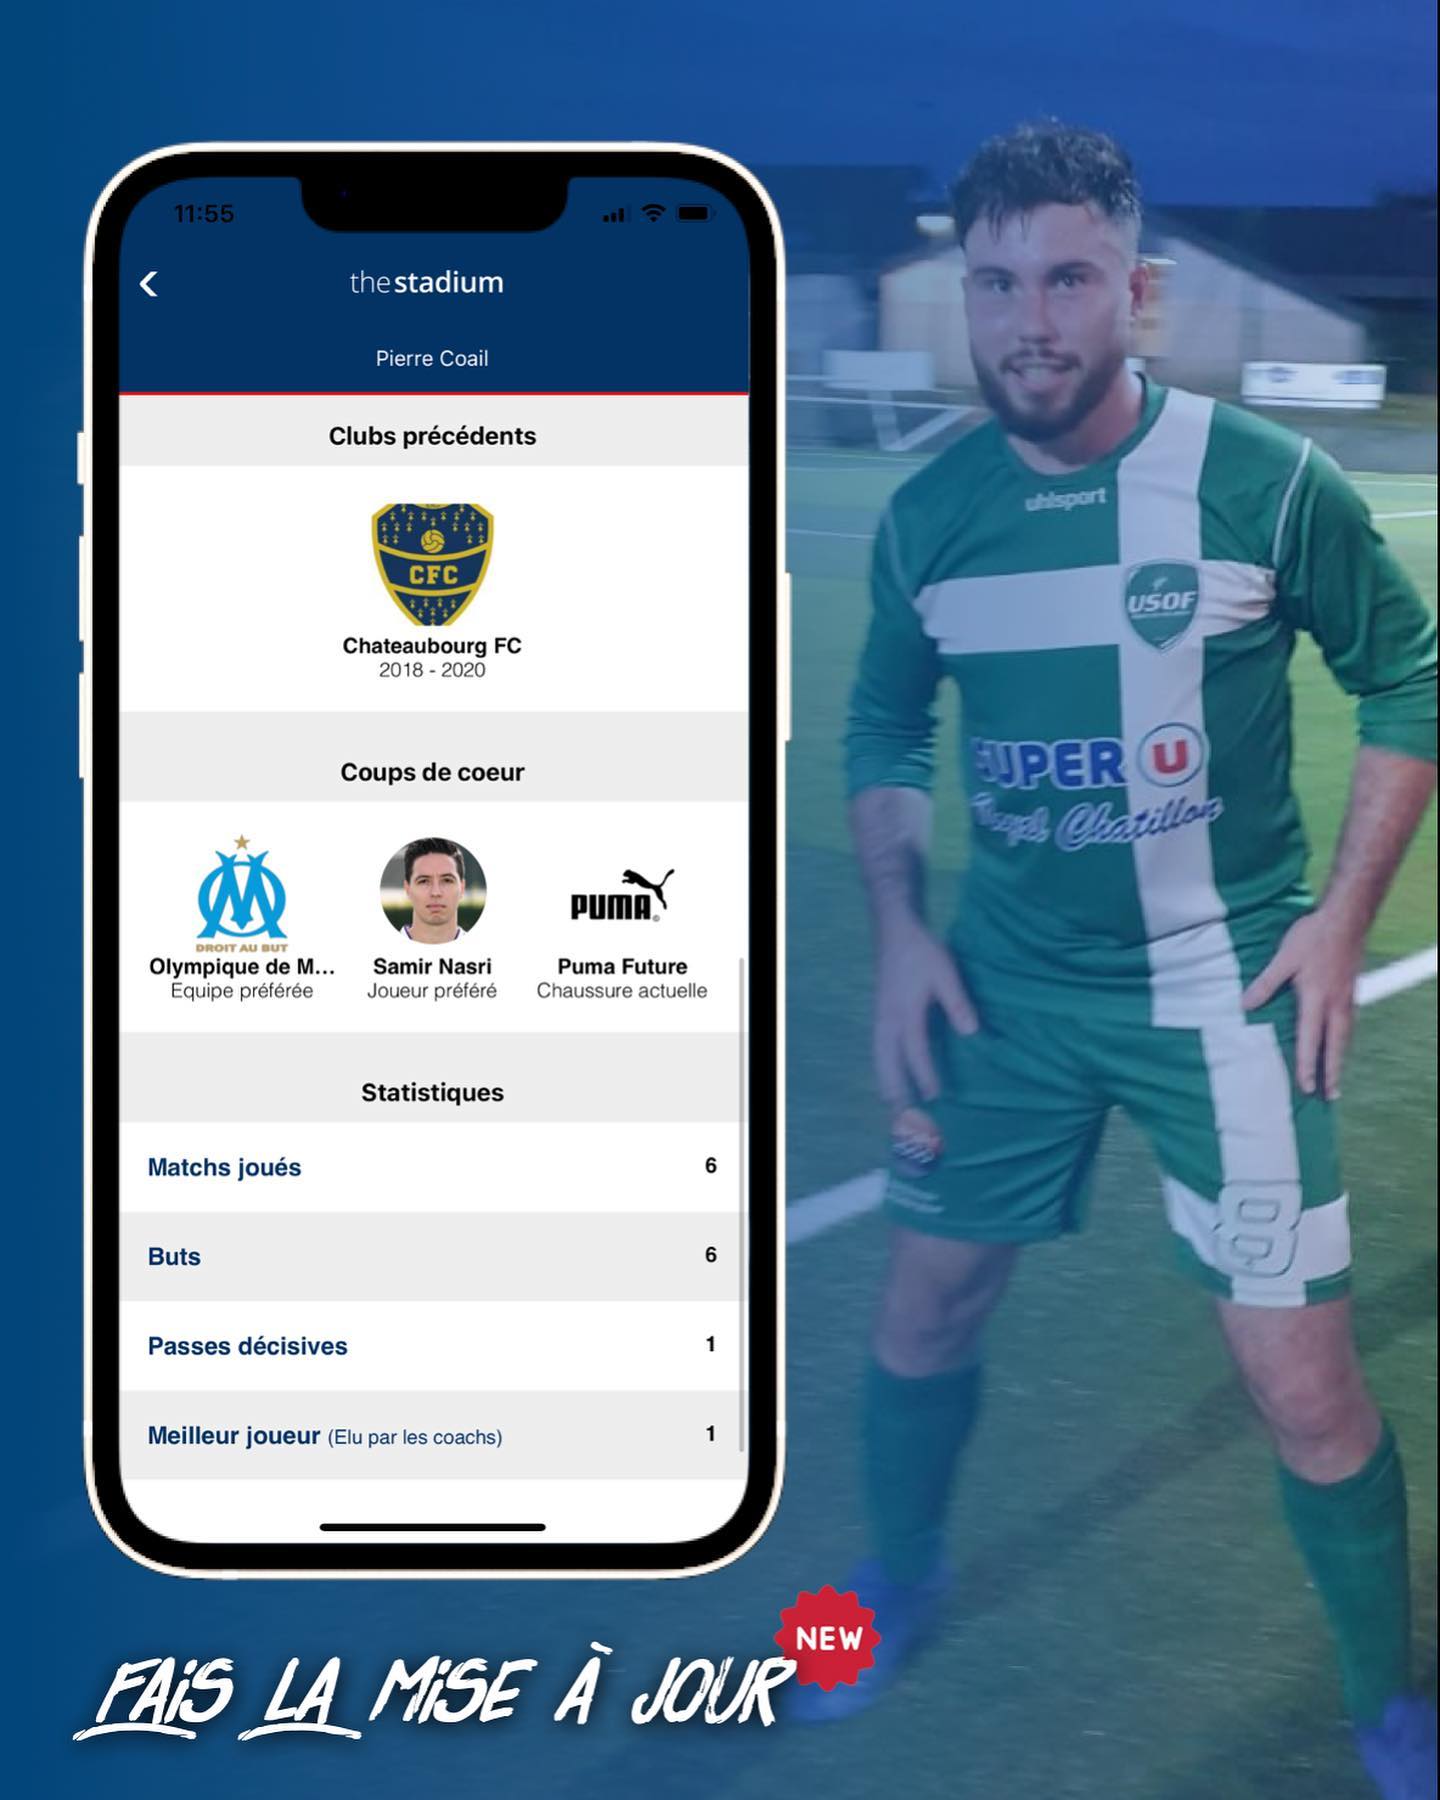 11:55
thestadium
Pierre Coail
Clubs précédents
CFC
Chateaubourg FC
2018 - 2020
Coups de coeur
DROIT AU BUT
Olympique de M...
Equipe préférée
PUMA
Samir Nasri
Joueur préféré
Puma Future
Chaussure actuelle
Statistiques
Matchs joués 6
Buts 6
Passes décisives 1
Meilleur joueur (Elu par les coachs) 1
uhlsport
USOF
SUPER U
Chatillon
8
NEW
FAIS LA MISE À JOUR